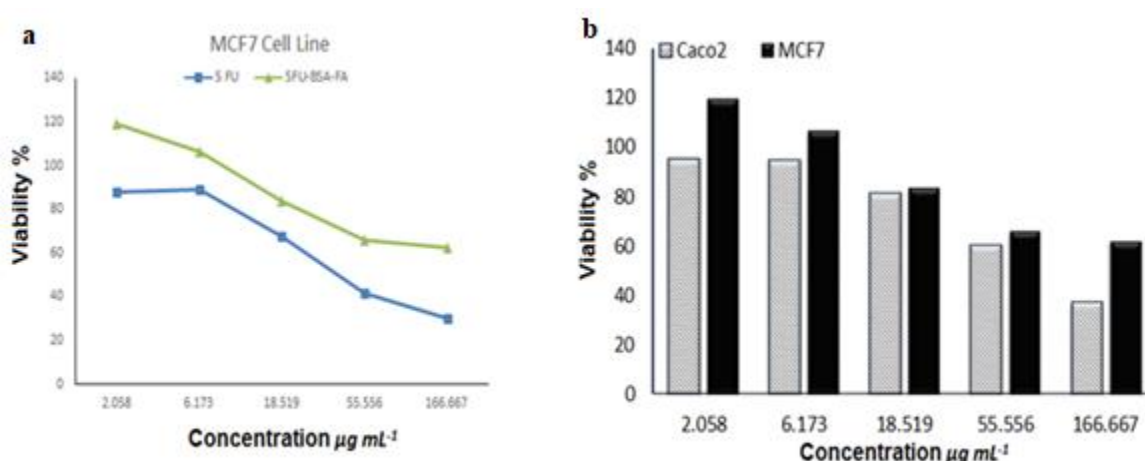 a
MCF7 Cell Line
5 FU 5FU-BSA-FA
140
120
100
80
60
40
20
0
Viability %
2.058 6.173 18.519 55.556 166.667
Concentration µg mL-1
b
Caco2 MCF7
140
120
100
80
60
40
20
0
Viability %
2.058 6.173 18.519 55.556 166.667
Concentration µg mL-1